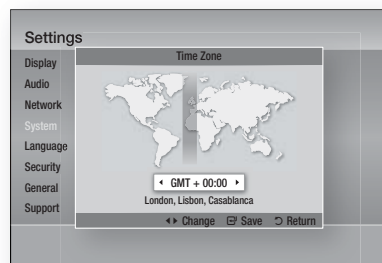 Settings
Time Zone
Display
Audio
Network
System
Language
Security
General
Support
GMT + 00:00
London, Lisbon, Casablanca
Change Save Return